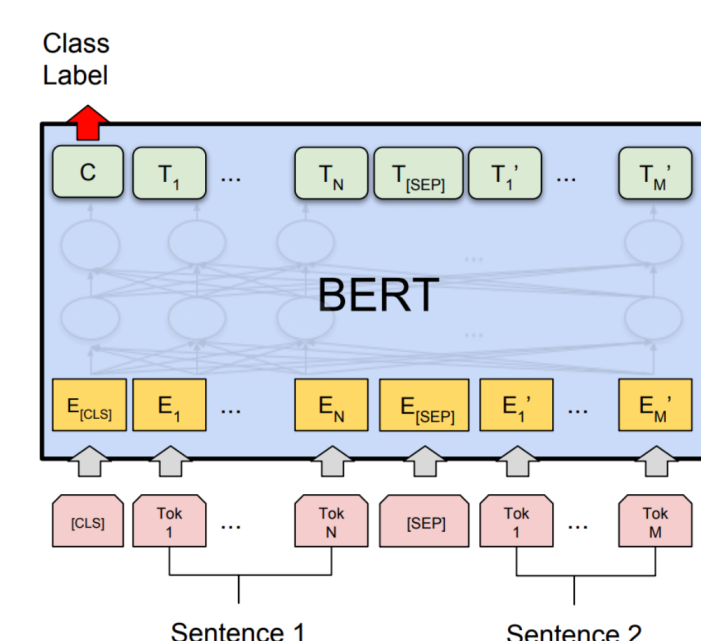 Class
Label
C T1 ... TN T[SEP] T1' ... TM'
...
BERT
...
E[CLS] E1 ... EN E[SEP] E1' ... EM'
[CLS] Tok 1 ... Tok N [SEP] Tok 1 ... Tok M
Sentence 1 Sentence 2